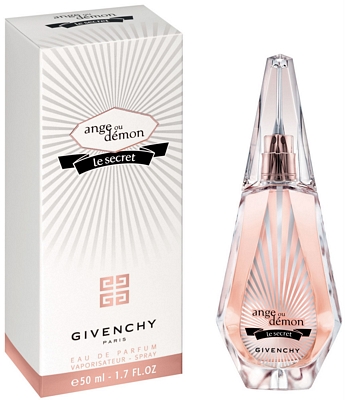 ange ou
démon
le secret
GIVENCHY
PARIS
EAU DE PARFUM
VAPORISATEUR - SPRAY
℮ 50 ml - 1.7 FL.OZ
ange ou
démon
le secret
GIVENCHY